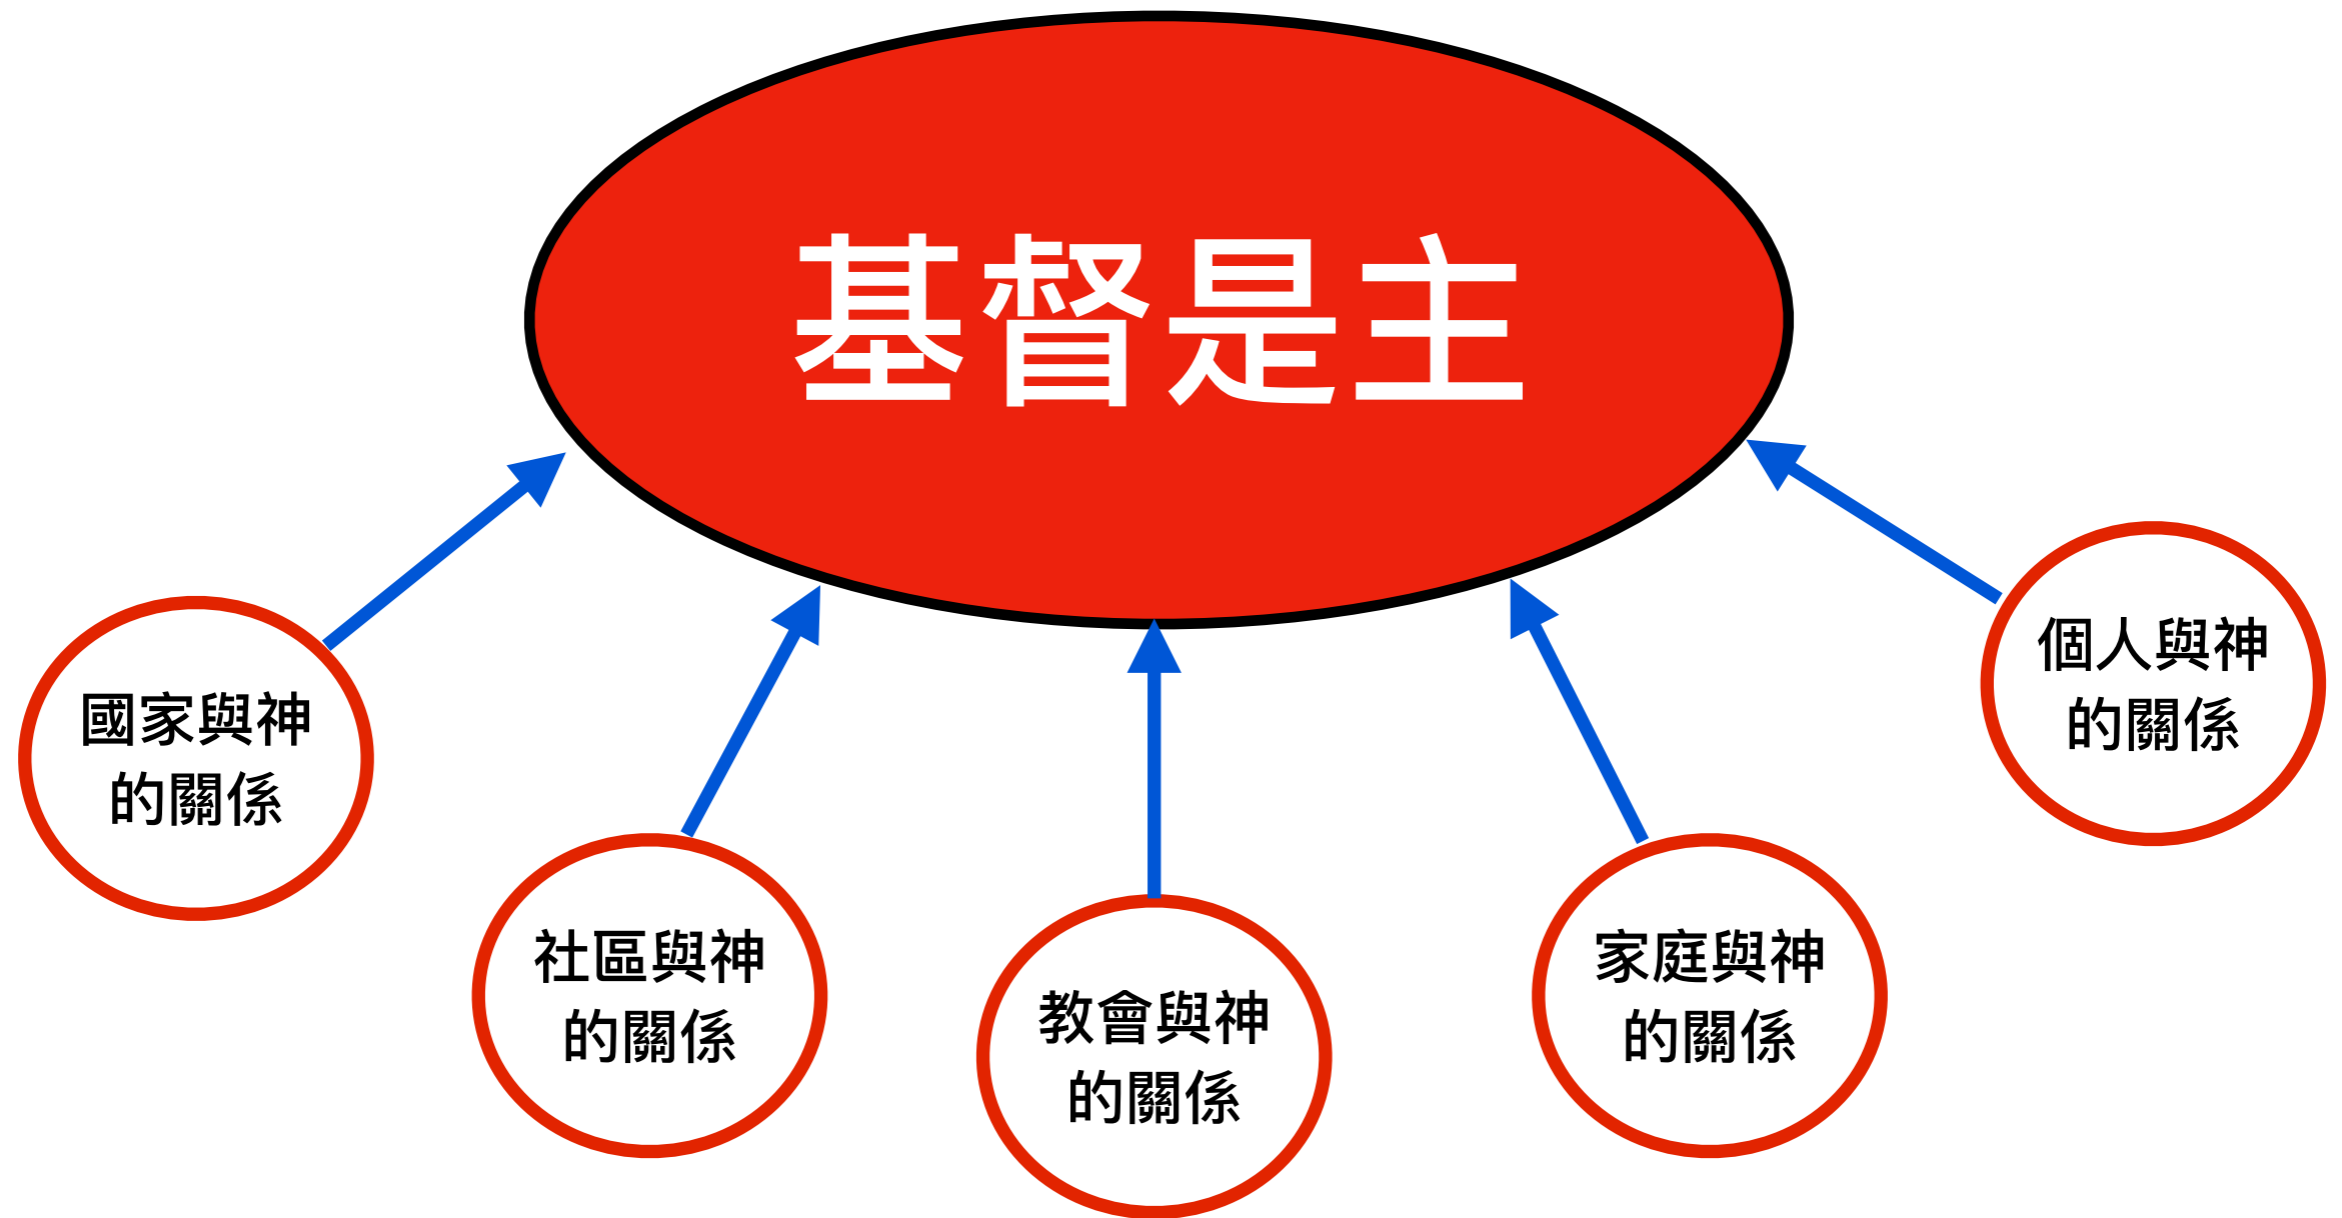 基督是主
國家與神
的關係
社區與神
的關係
教會與神
的關係
家庭與神
的關係
個人與神
的關係